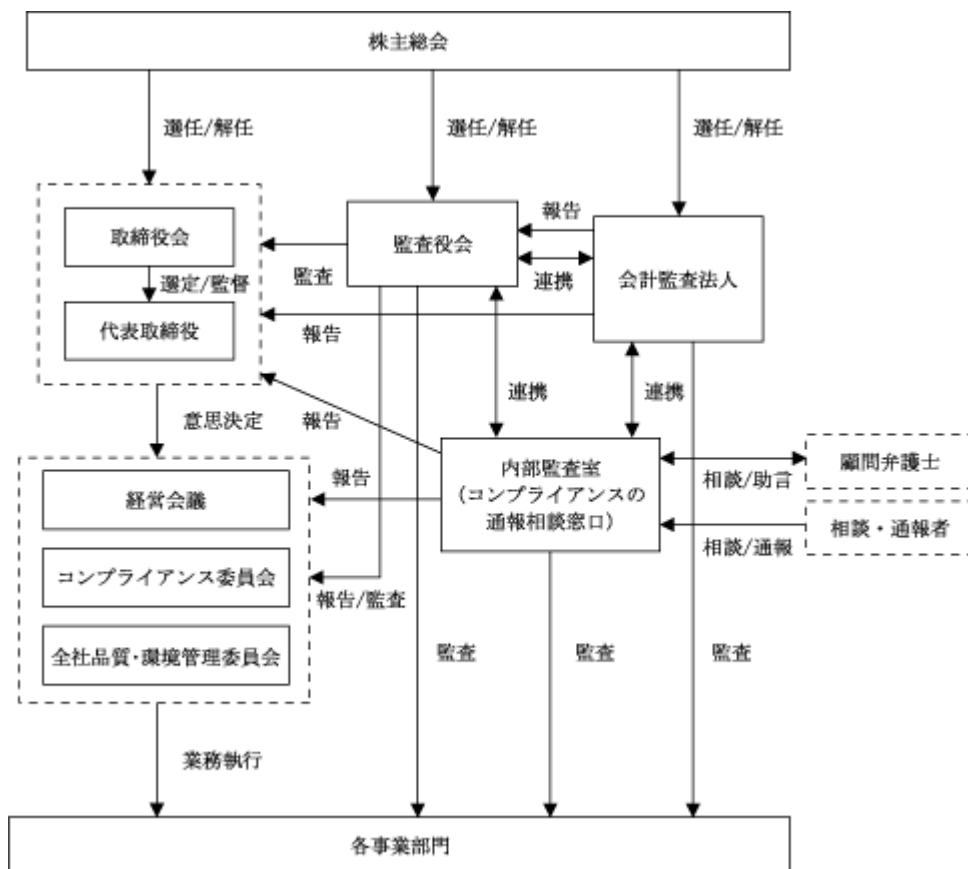 株主総会
選任/解任
選任/解任
選任/解任
取締役会
選定/監督
代表取締役
監査役会
報告
連携
会計監査法人
監査
報告
意思決定
報告
連携
連携
内部監査室
(コンプライアンスの
通報相談窓口)
顧問弁護士
相談/助言
相談・通報者
相談/通報
報告
経営会議
コンプライアンス委員会
報告/監査
全社品質・環境管理委員会
監査
監査
監査
業務執行
各事業部門